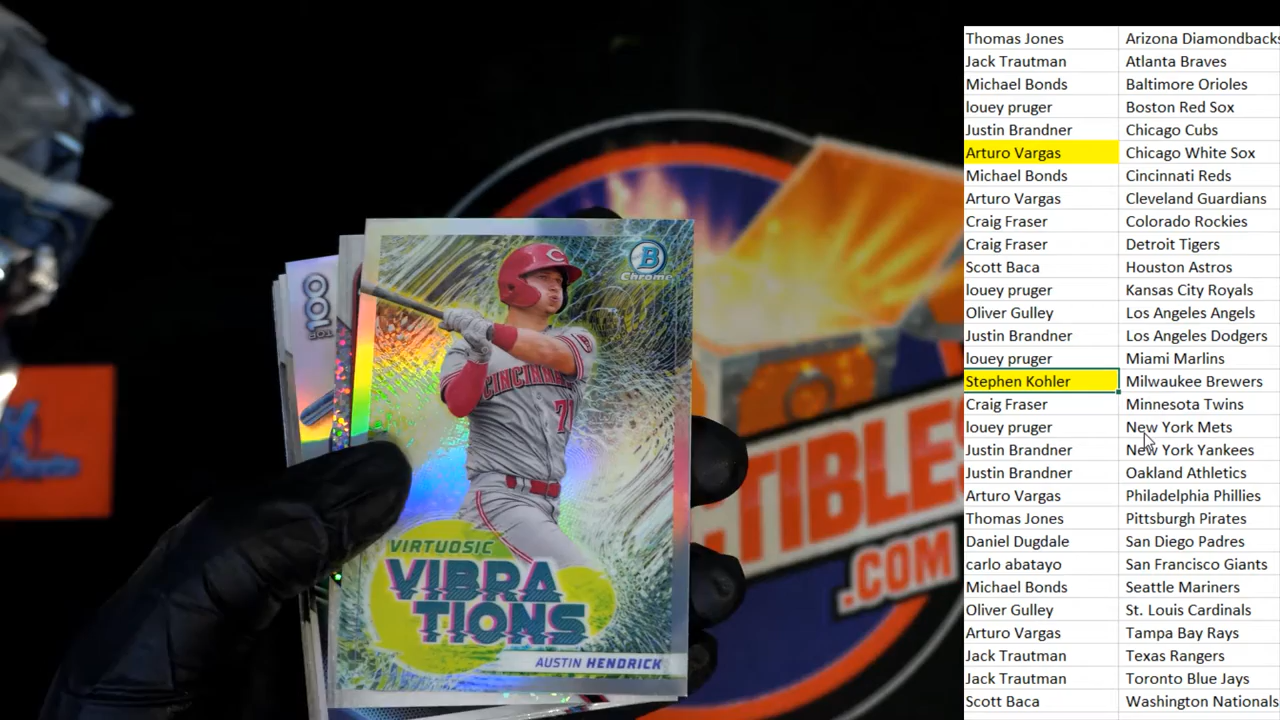 Thomas Jones Arizona Diamondbacks
Jack Trautman Atlanta Braves
Michael Bonds Baltimore Orioles
louey pruger Boston Red Sox
Justin Brandner Chicago Cubs
Arturo Vargas Chicago White Sox
Michael Bonds Cincinnati Reds
Arturo Vargas Cleveland Guardians
Craig Fraser Colorado Rockies
Craig Fraser Detroit Tigers
Scott Baca Houston Astros
louey pruger Kansas City Royals
Oliver Gulley Los Angeles Angels
Justin Brandner Los Angeles Dodgers
louey pruger Miami Marlins
Stephen Kohler Milwaukee Brewers
Craig Fraser Minnesota Twins
louey pruger New York Mets
Justin Brandner New York Yankees
Justin Brandner Oakland Athletics
Arturo Vargas Philadelphia Phillies
Thomas Jones Pittsburgh Pirates
Daniel Dugdale San Diego Padres
carlo abatayo San Francisco Giants
Michael Bonds Seattle Mariners
Oliver Gulley St. Louis Cardinals
Arturo Vargas Tampa Bay Rays
Jack Trautman Texas Rangers
Jack Trautman Toronto Blue Jays
Scott Baca Washington Nationals
B
Chrome
C
CINCINNATI
71
VIRTUOSIC
VIBRA
TIONS
AUSTIN HENDRICK
TOP
100
CTIBLES
.COM